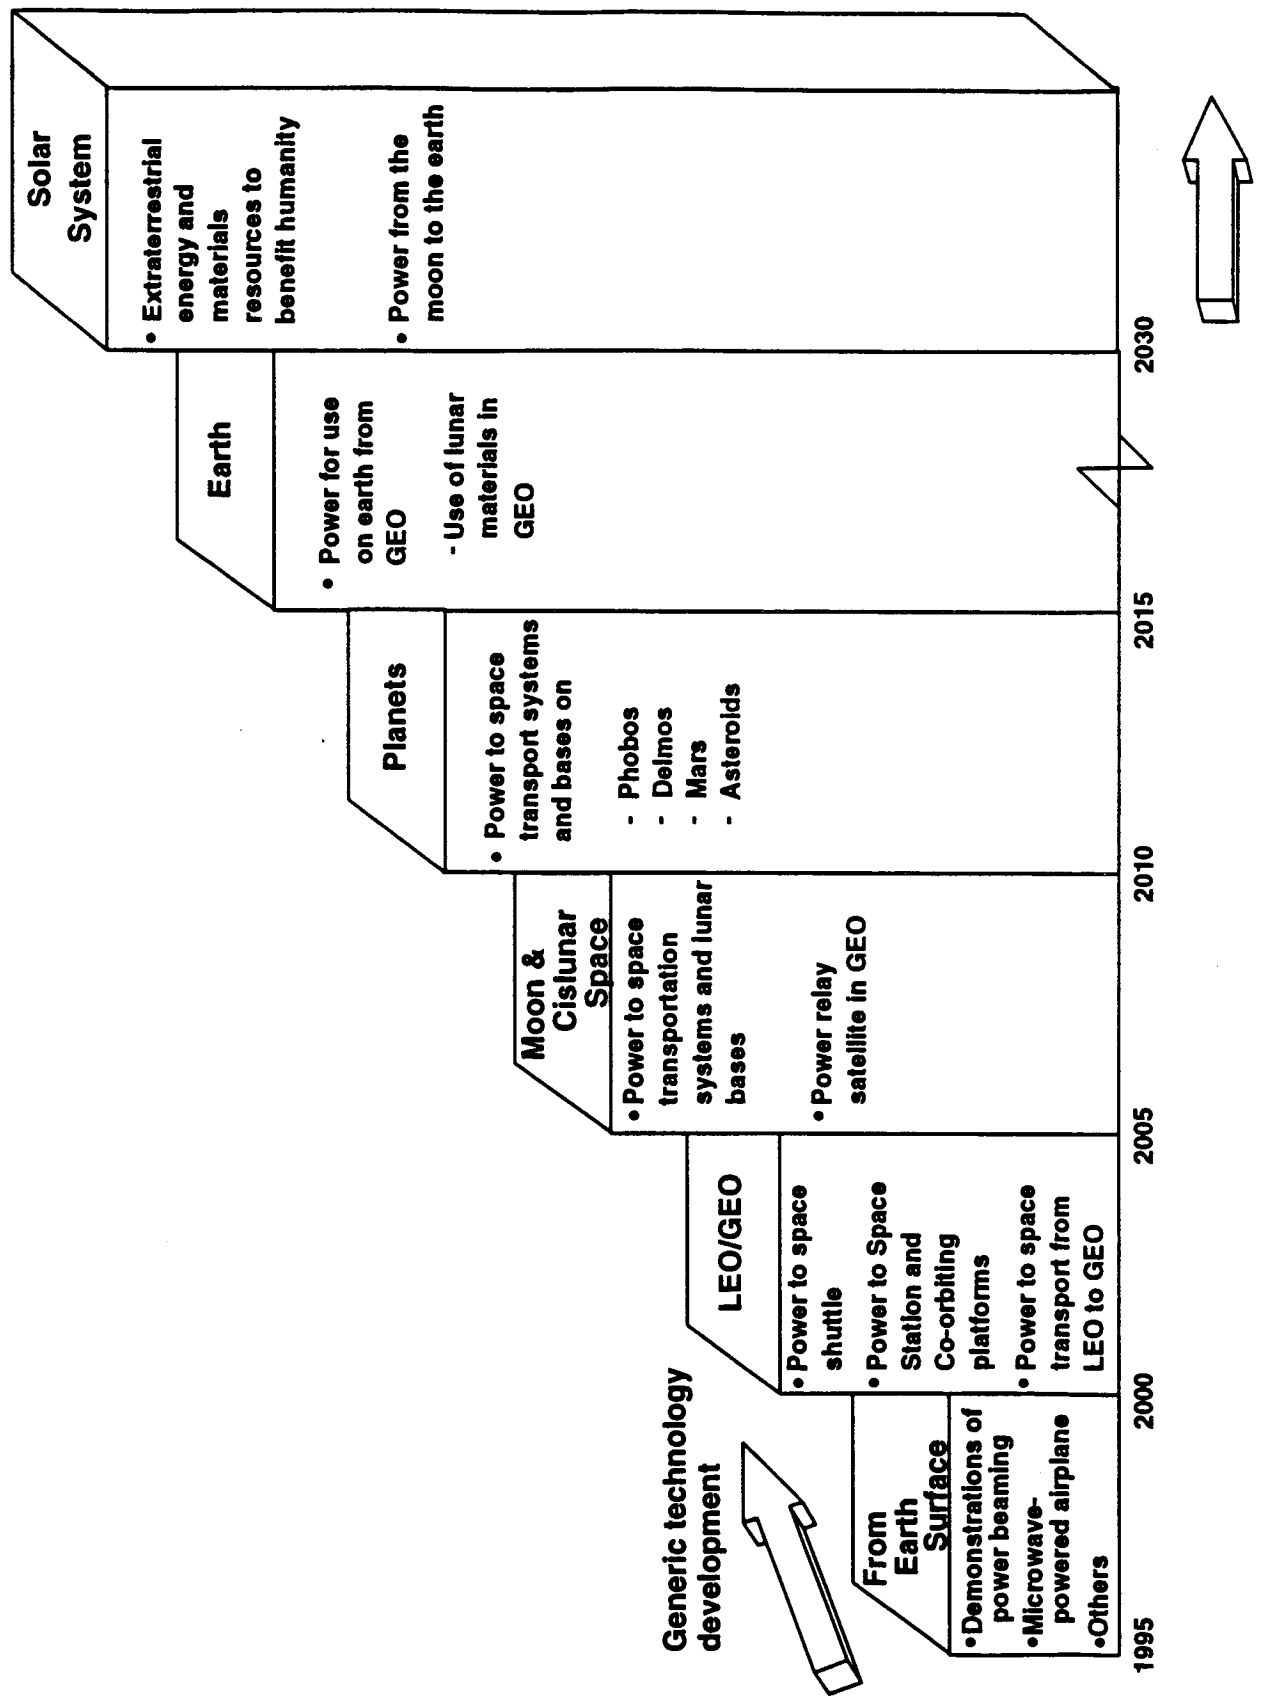 Generic technology
development
From
Earth
Surface
• Demonstrations of
power beaming
• Microwave-
powered airplane
• Others
LEO/GEO
• Power to space
shuttle
• Power to Space
Station and
Co-orbiting
platforms
• Power to space
transport from
LEO to GEO
Moon &
Cislunar
Space
• Power to space
transportation
systems and lunar
bases
• Power relay
satellite in GEO
Planets
• Power to space
transport systems
and bases on
- Phobos
- Deimos
- Mars
- Asteroids
Earth
• Power for use
on earth from
GEO
- Use of lunar
materials in
GEO
Solar
System
• Extraterrestrial
energy and
materials
resources to
benefit humanity
• Power from the
moon to the earth
1995
2000
2005
2010
2015
2030